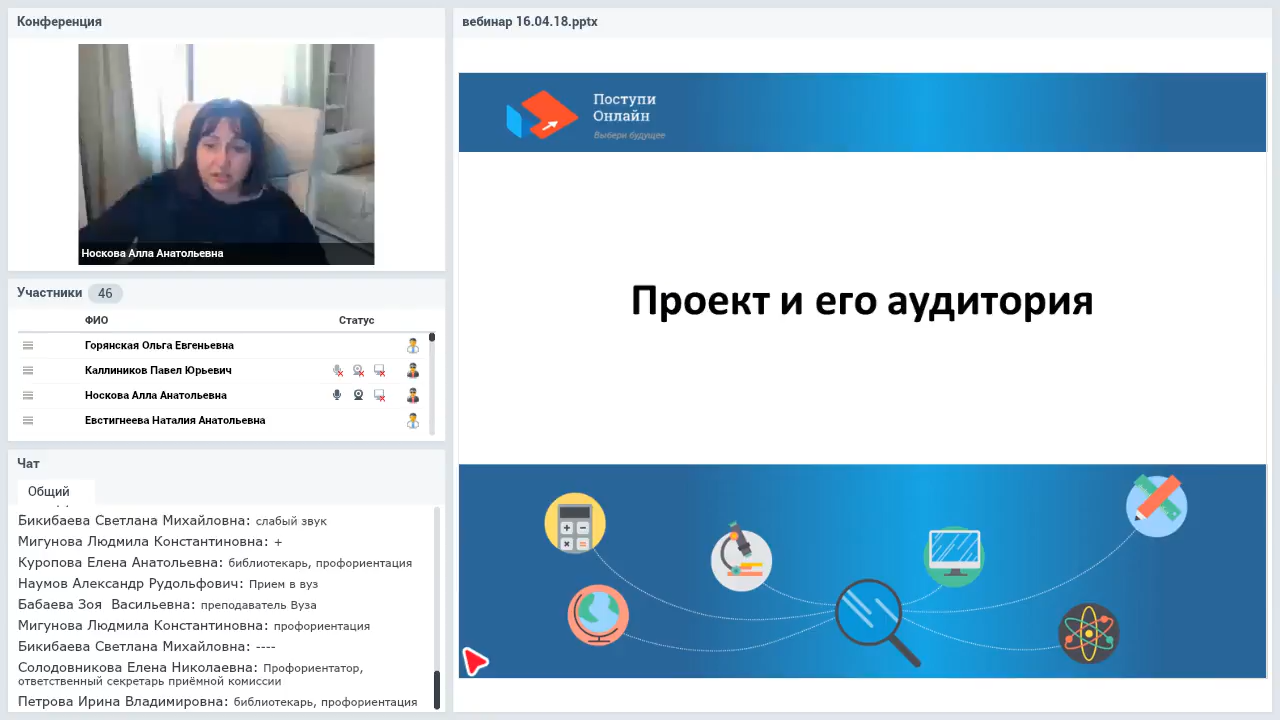 Конференция
Носкова Алла Анатольевна
Участники 46
ФИО Статус
Горянская Ольга Евгеньевна
Каллиников Павел Юрьевич
Носкова Алла Анатольевна
Евстигнеева Наталия Анатольевна
Чат
Общий
Бикибаева Светлана Михайловна: слабый звук
Мигунова Людмила Константиновна: +
Куропова Елена Анатольевна: библиотекарь, профориентация
Наумов Александр Рудольфович: Прием в вуз
Бабаева Зоя Васильевна: преподаватель Вуза
Мигунова Людмила Константиновна: профориентация
Бикибаева Светлана Михайловна: ----
Солодовникова Елена Николаевна: Профориентатор,
ответственный секретарь приёмной комиссии
Петрова Ирина Владимировна: библиотекарь, профориентация
вебинар 16.04.18.pptx
Поступи
Онлайн
Выбери будущее
Проект и его аудитория